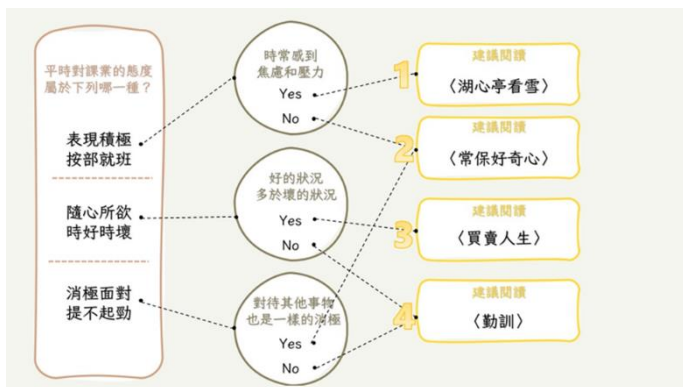 平時對課業的態度
屬於下列哪一種？
表現積極
按部就班
隨心所欲
時好時壞
消極面對
提不起勁
時常感到
焦慮和壓力
Yes
No
好的狀況
多於壞的狀況
Yes
No
對待其他事物
也是一樣的消極
Yes
No
1
建議閱讀
〈湖心亭看雪〉
2
建議閱讀
〈常保好奇心〉
3
建議閱讀
〈買賣人生〉
4
建議閱讀
〈勤訓〉